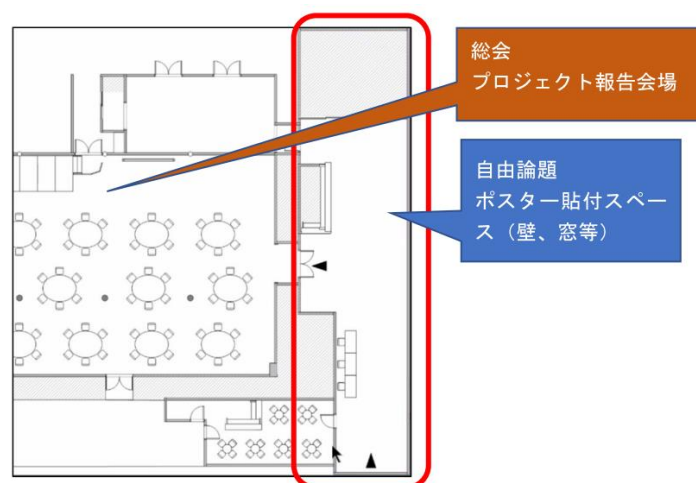 総会
プロジェクト報告会場
自由論題
ポスター貼付スペー
ス（壁、窓等）